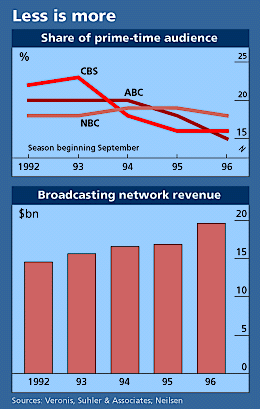 Less is more
Share of prime-time audience
%
25
CBS
ABC
20
NBC
15
Season beginning September
1992 93 94 95 96
Broadcasting network revenue
$bn
20
15
10
5
0
1992 93 94 95 96
Sources: Veronis, Suhler & Associates; Neilsen